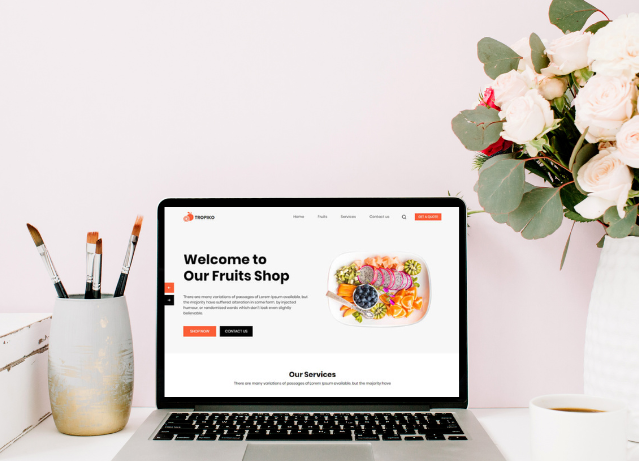 TROPIKO
Home Fruits Services Contact us GET A QUOTE
Welcome to
Our Fruits Shop
There are many variations of passages of Lorem Ipsum available, but
the majority have suffered alteration in some form, by injected
humour, or randomised words which don't look even slightly
believable.
SHOP NOW CONTACT US
Our Services
There are many variations of passages of Lorem Ipsum available, but the majority have